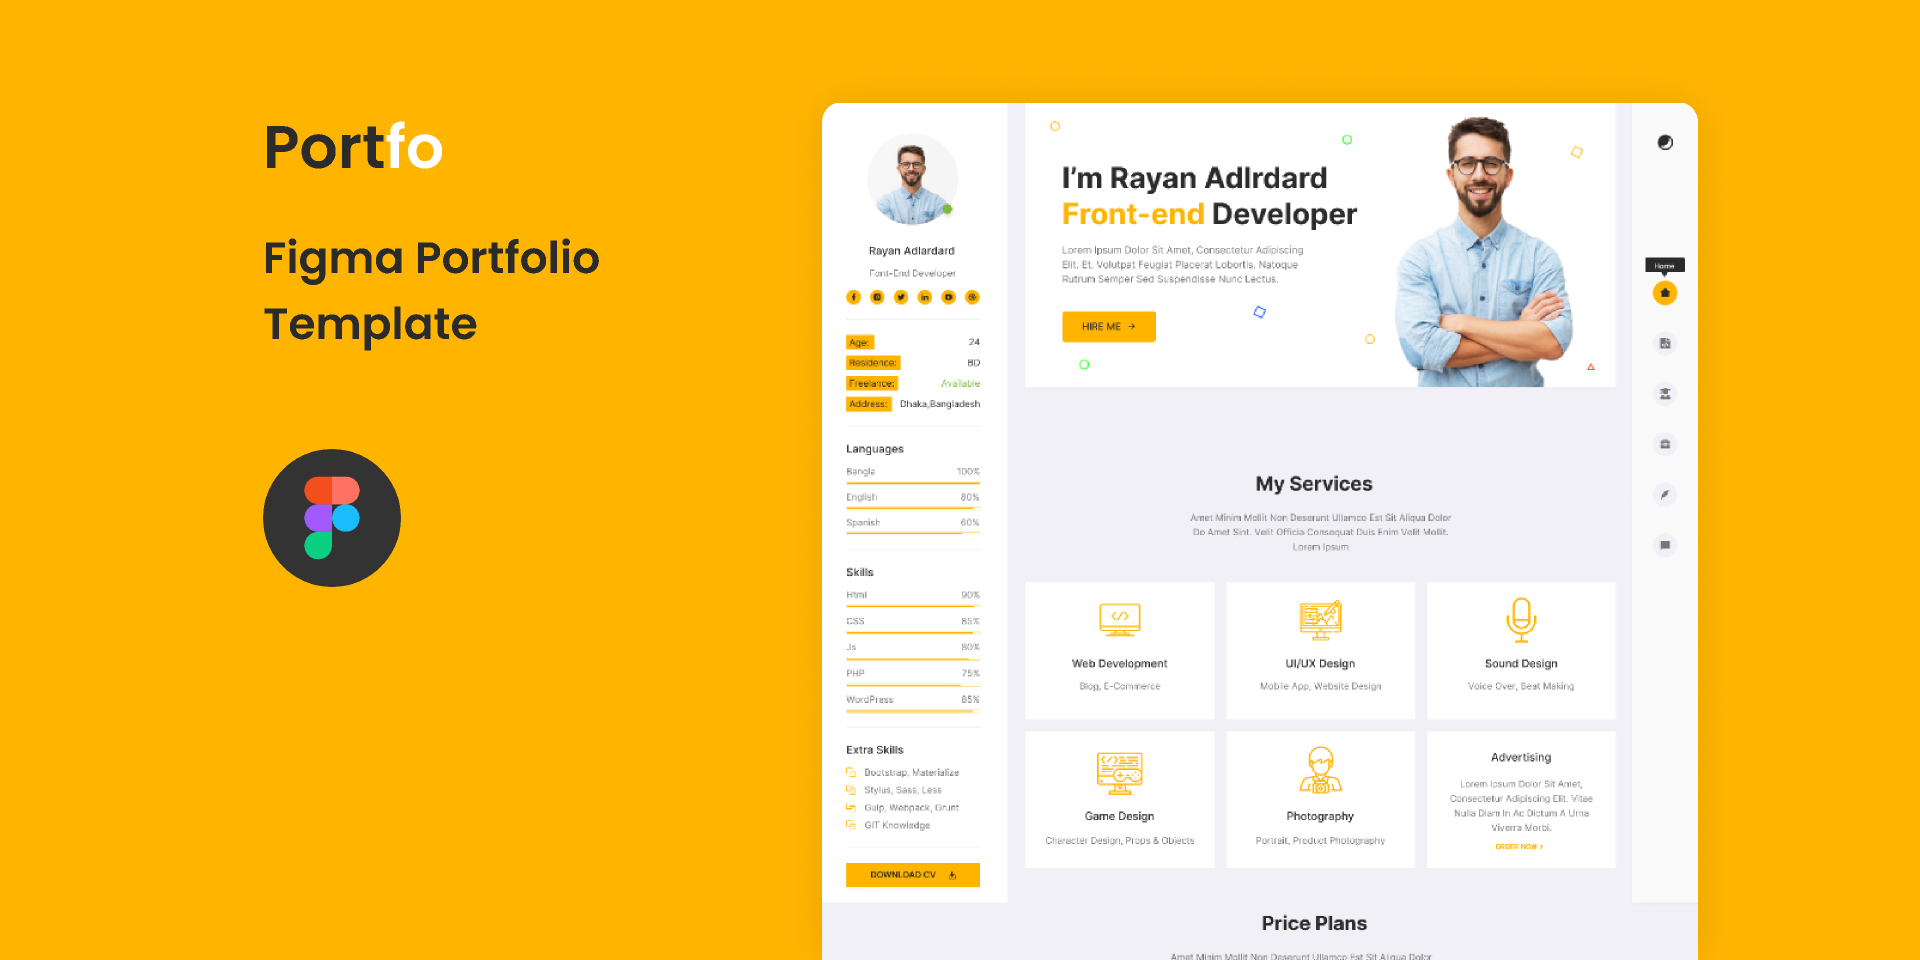 Portfo
Figma Portfolio
Template
Rayan Adlardard
Font-End Developer
Age: 24
Residence: BD
Freelance: Available
Address: Dhaka,Bangladesh
Languages
Bangla 100%
English 80%
Spanish 60%
Skills
Html 90%
CSS 85%
Js 80%
PHP 75%
WordPress 85%
Extra Skills
Bootstrap, Materialize
Stylus, Sass, Less
Gulp, Webpack, Grunt
GIT Knowledge
DOWNLOAD CV
I'm Rayan Adlrdard
Front-end Developer
Lorem Ipsum Dolor Sit Amet, Consectetur Adipiscing
Elit. Et, Volutpat Feugiat Placerat Lobortis. Natoque
Rutrum Semper Sed Suspendisse Nunc Lectus.
HIRE ME →
My Services
Amet Minim Mollit Non Deserunt Ullamco Est Sit Aliqua Dolor
Do Amet Sint. Velit Officia Consequat Duis Enim Velit Mollit.
Lorem Ipsum
Web Development
Blog, E-Commerce
UI/UX Design
Mobile App, Website Design
Sound Design
Voice Over, Beat Making
Game Design
Character Design, Props & Objects
Photography
Portrait, Product Photography
Advertising
Lorem Ipsum Dolor Sit Amet,
Consectetur Adipiscing Elit. Vitae
Nulla Diam In Ac Dictum A Urna
Viverra Morbi.
ORDER NOW >
Price Plans
Amet Minim Mollit Non Deserunt Ullamco Est Sit Aliqua Dolor
Home